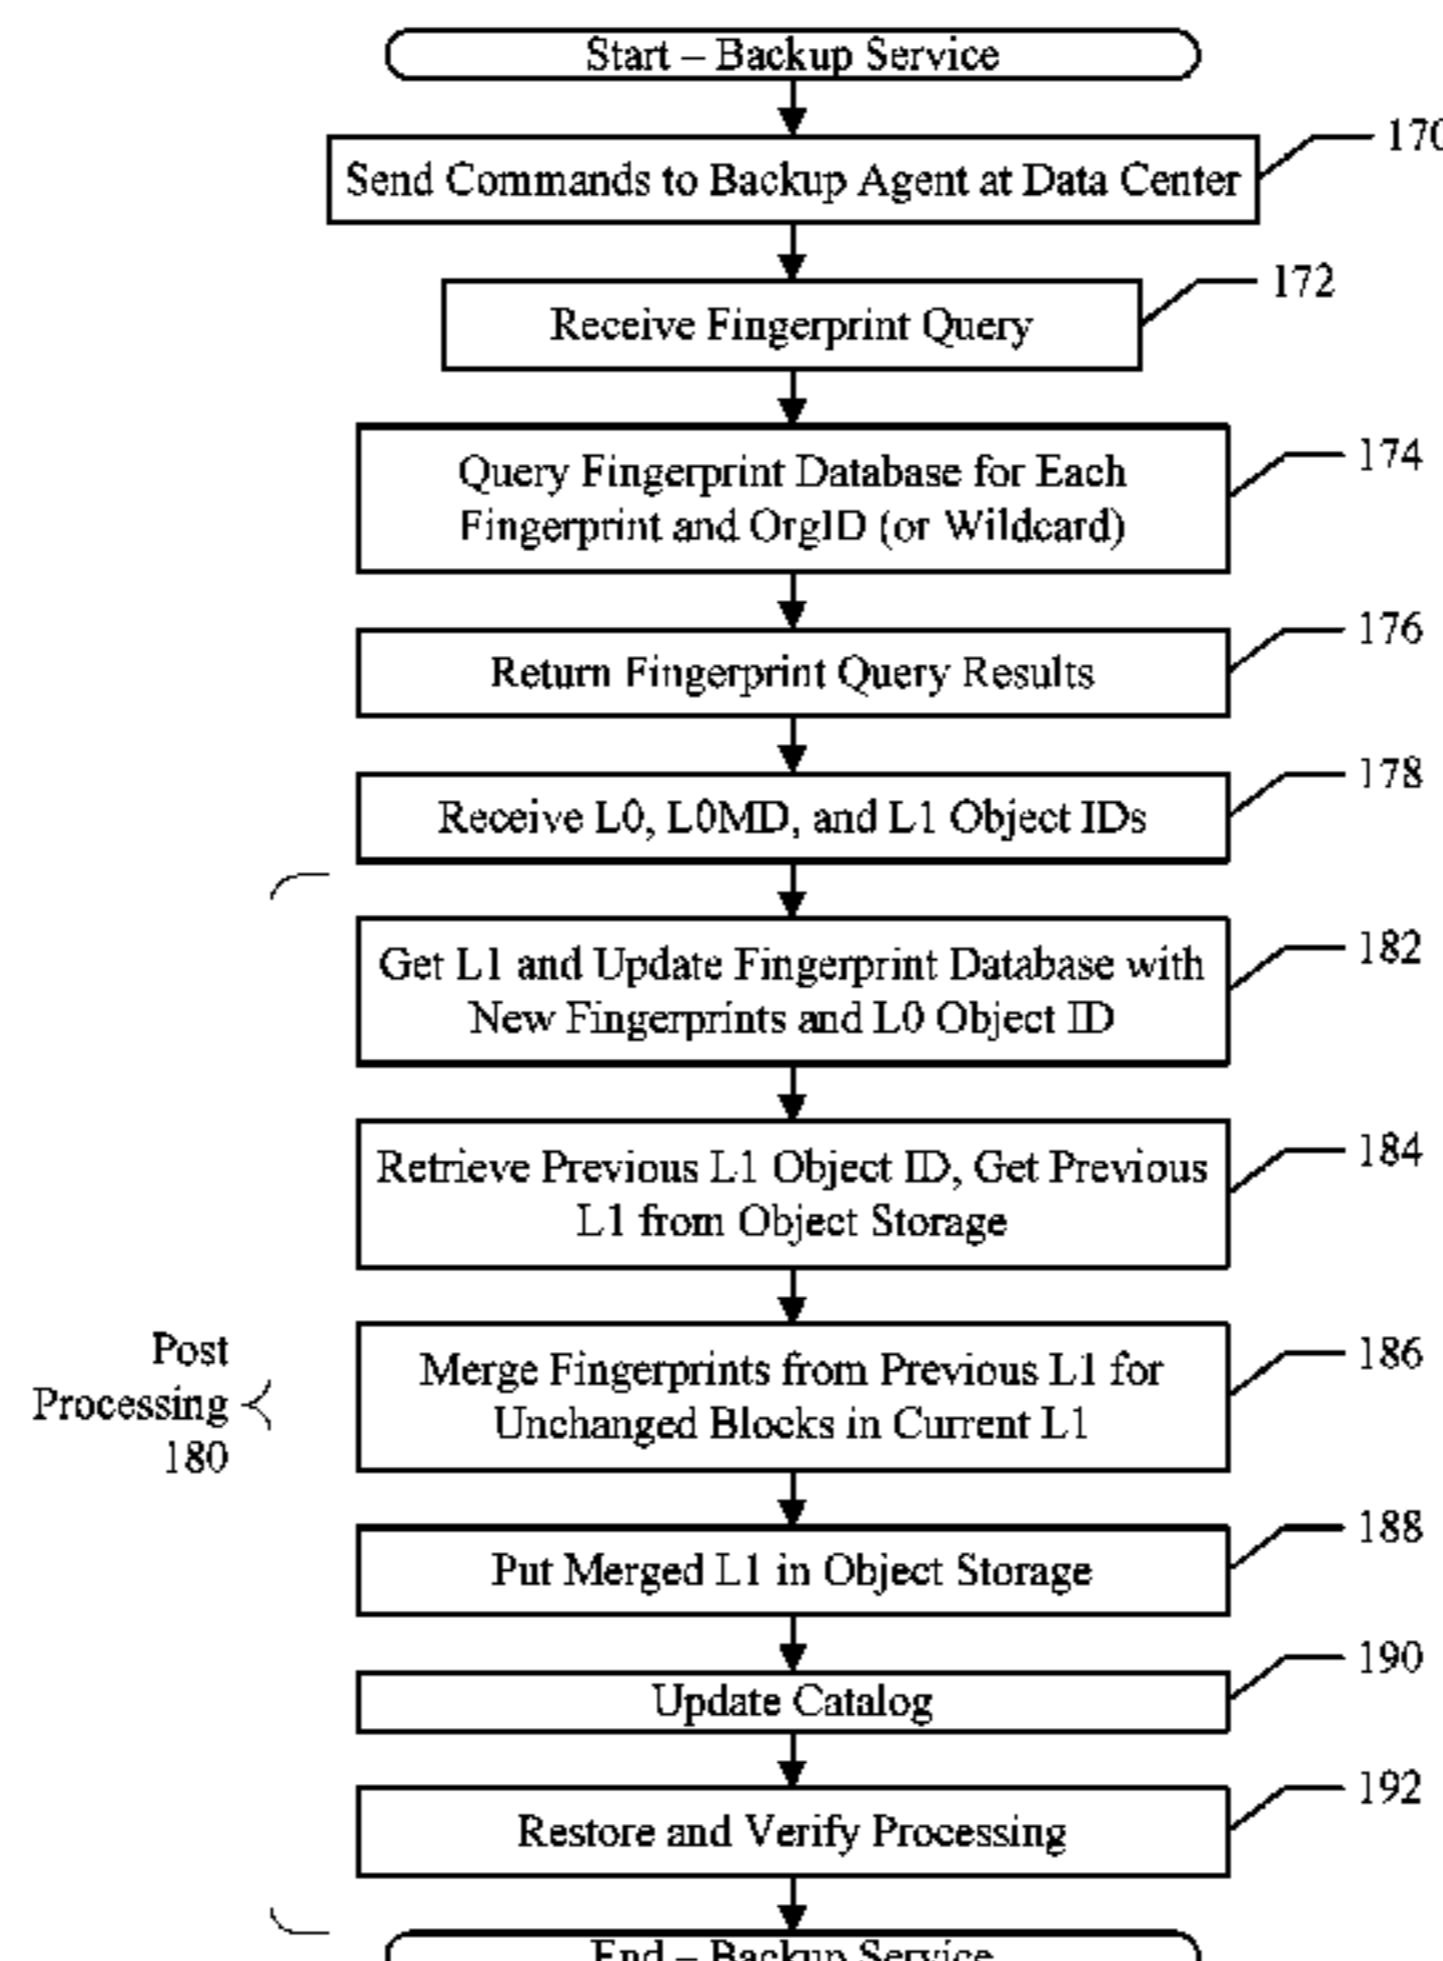 Start – Backup Service
170
Send Commands to Backup Agent at Data Center
172
Receive Fingerprint Query
174
Query Fingerprint Database for Each
Fingerprint and OrgID (or Wildcard)
176
Return Fingerprint Query Results
178
Receive L0, L0MD, and L1 Object IDs
182
Get L1 and Update Fingerprint Database with
New Fingerprints and L0 Object ID
184
Retrieve Previous L1 Object ID, Get Previous
L1 from Object Storage
Post
Processing
180
186
Merge Fingerprints from Previous L1 for
Unchanged Blocks in Current L1
188
Put Merged L1 in Object Storage
190
Update Catalog
192
Restore and Verify Processing
End – Backup Service